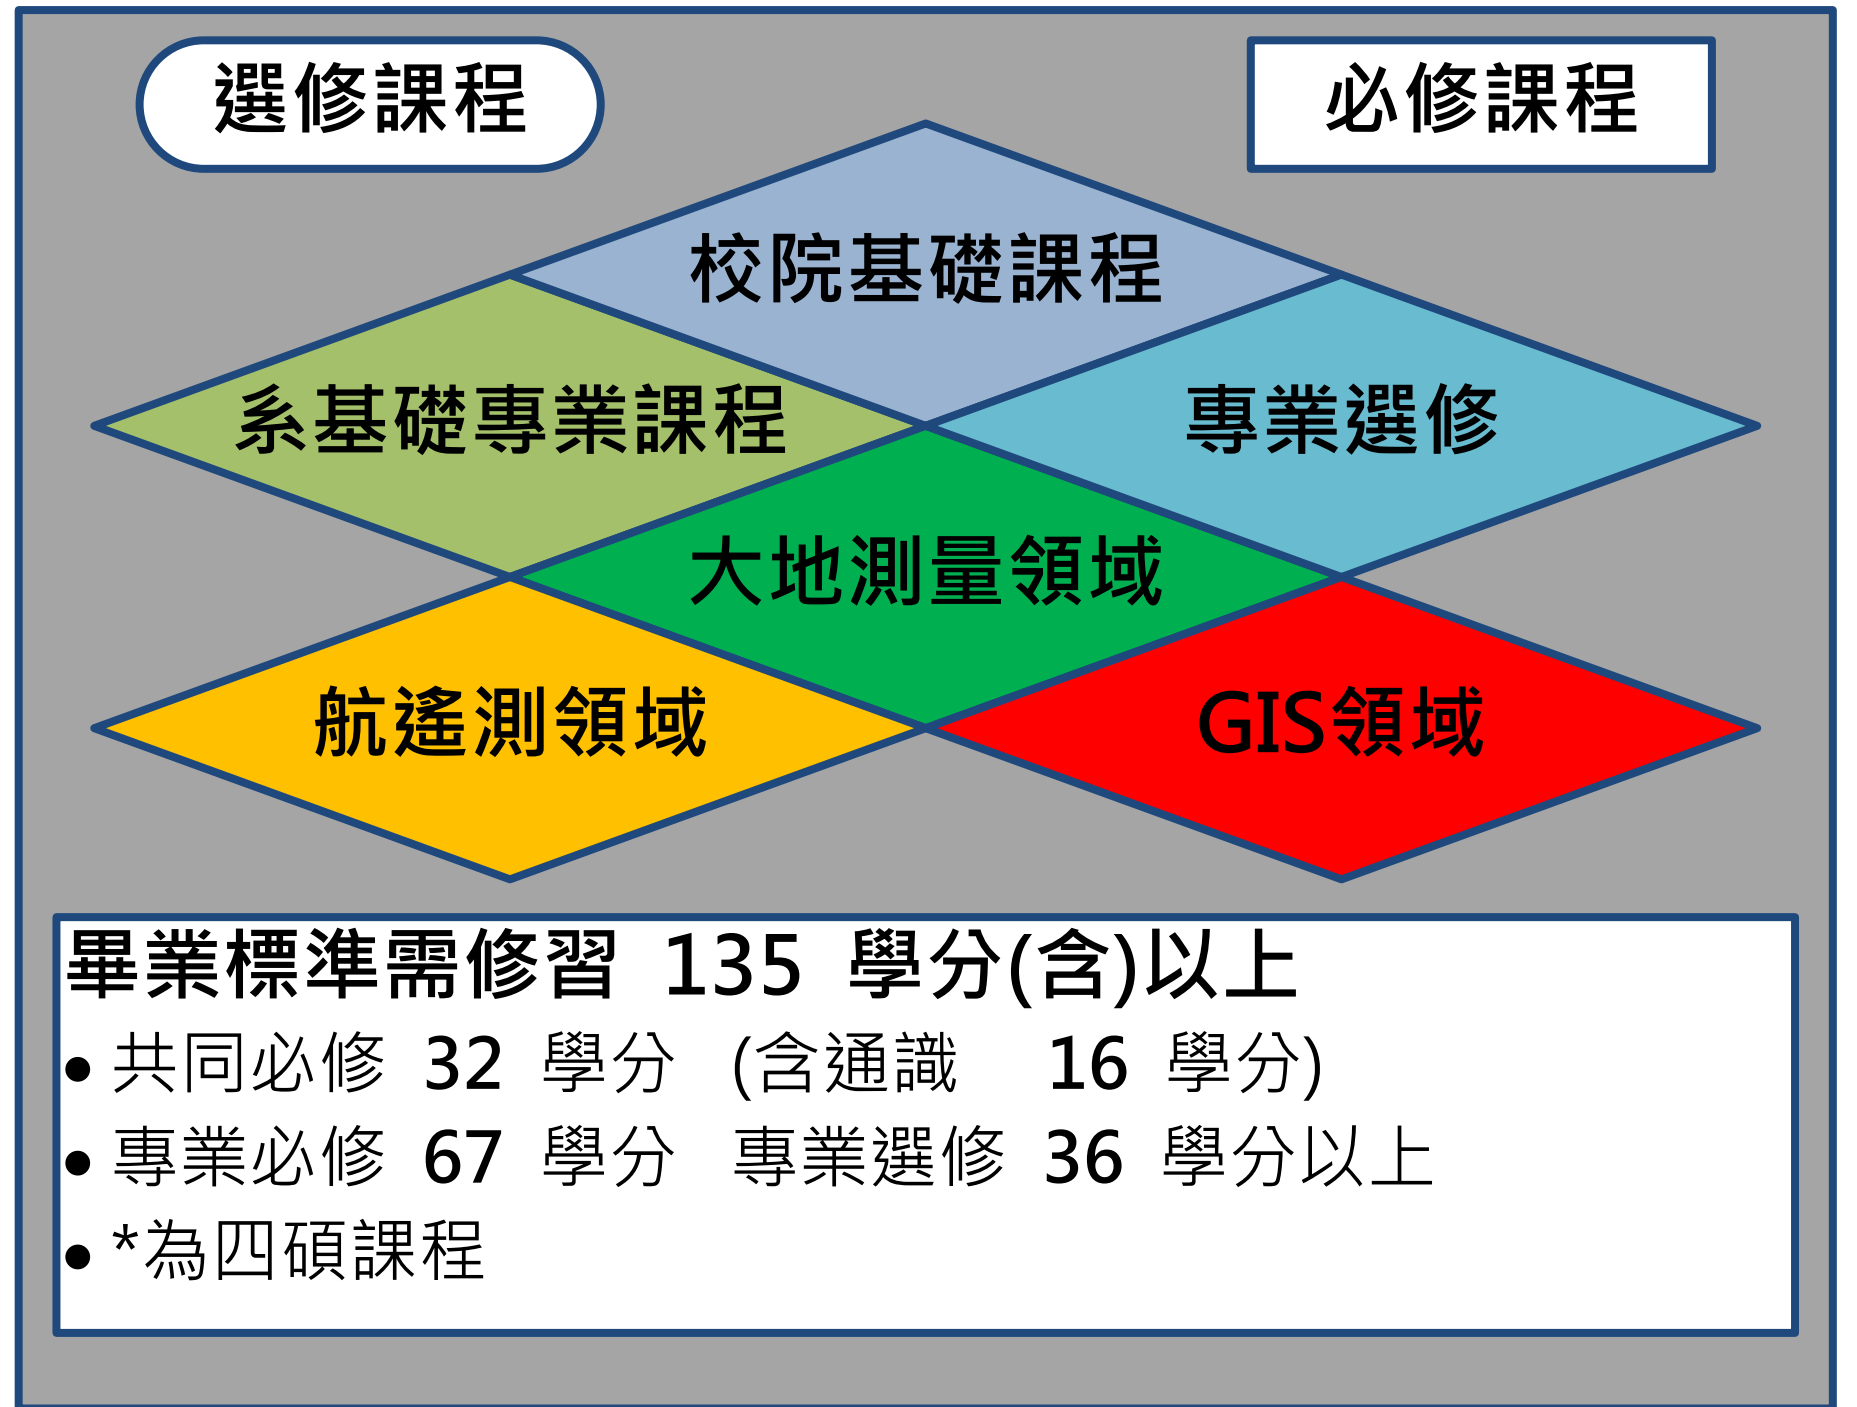 選修課程
必修課程
校院基礎課程
系基礎專業課程
專業選修
大地測量領域
航遙測領域
GIS領域
畢業標準需修習 135 學分(含)以上
• 共同必修 32 學分 (含通識 16 學分)
• 專業必修 67 學分 專業選修 36 學分以上
• *為四碩課程